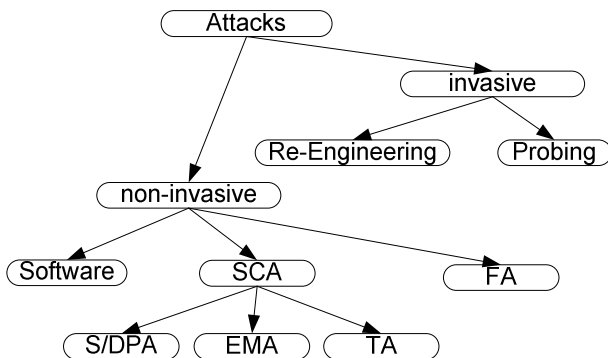 Attacks
invasive
Re-Engineering Probing
non-invasive
Software SCA FA
S/DPA EMA TA